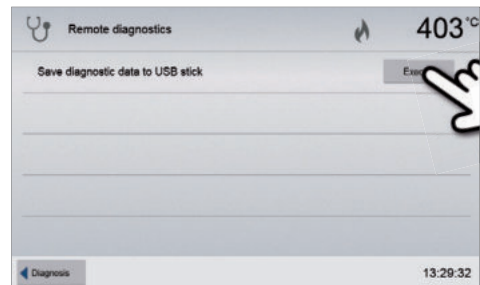 Remote diagnostics 403 °C
Save diagnostic data to USB stick
Diagnosis 13:29:32